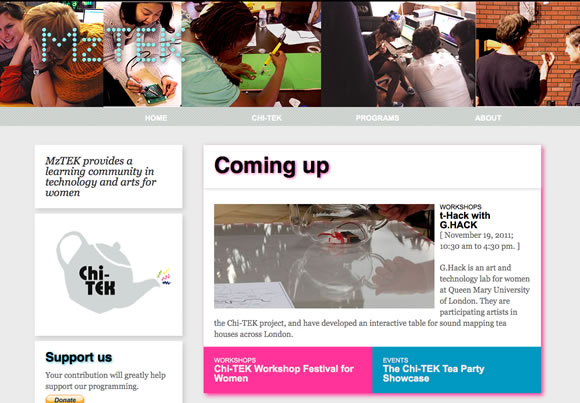 MzTEK
HOME CHI-TEK PROGRAMS ABOUT
MzTEK provides a
learning community in
technology and arts for
women
Chi-
TEK
Support us
Your contribution will greatly help
support our programming.
Donate
Coming up
WORKSHOPS
t-Hack with
G.HACK
[ November 19, 2011;
10:30 am to 4:30 pm. ]
G.Hack is an art and
technology lab for women
at Queen Mary University
of London. They are
participating artists in
the Chi-TEK project, and have developed an interactive table for sound mapping tea
houses across London.
WORKSHOPS
Chi-TEK Workshop Festival for
Women
EVENTS
The Chi-TEK Tea Party
Showcase